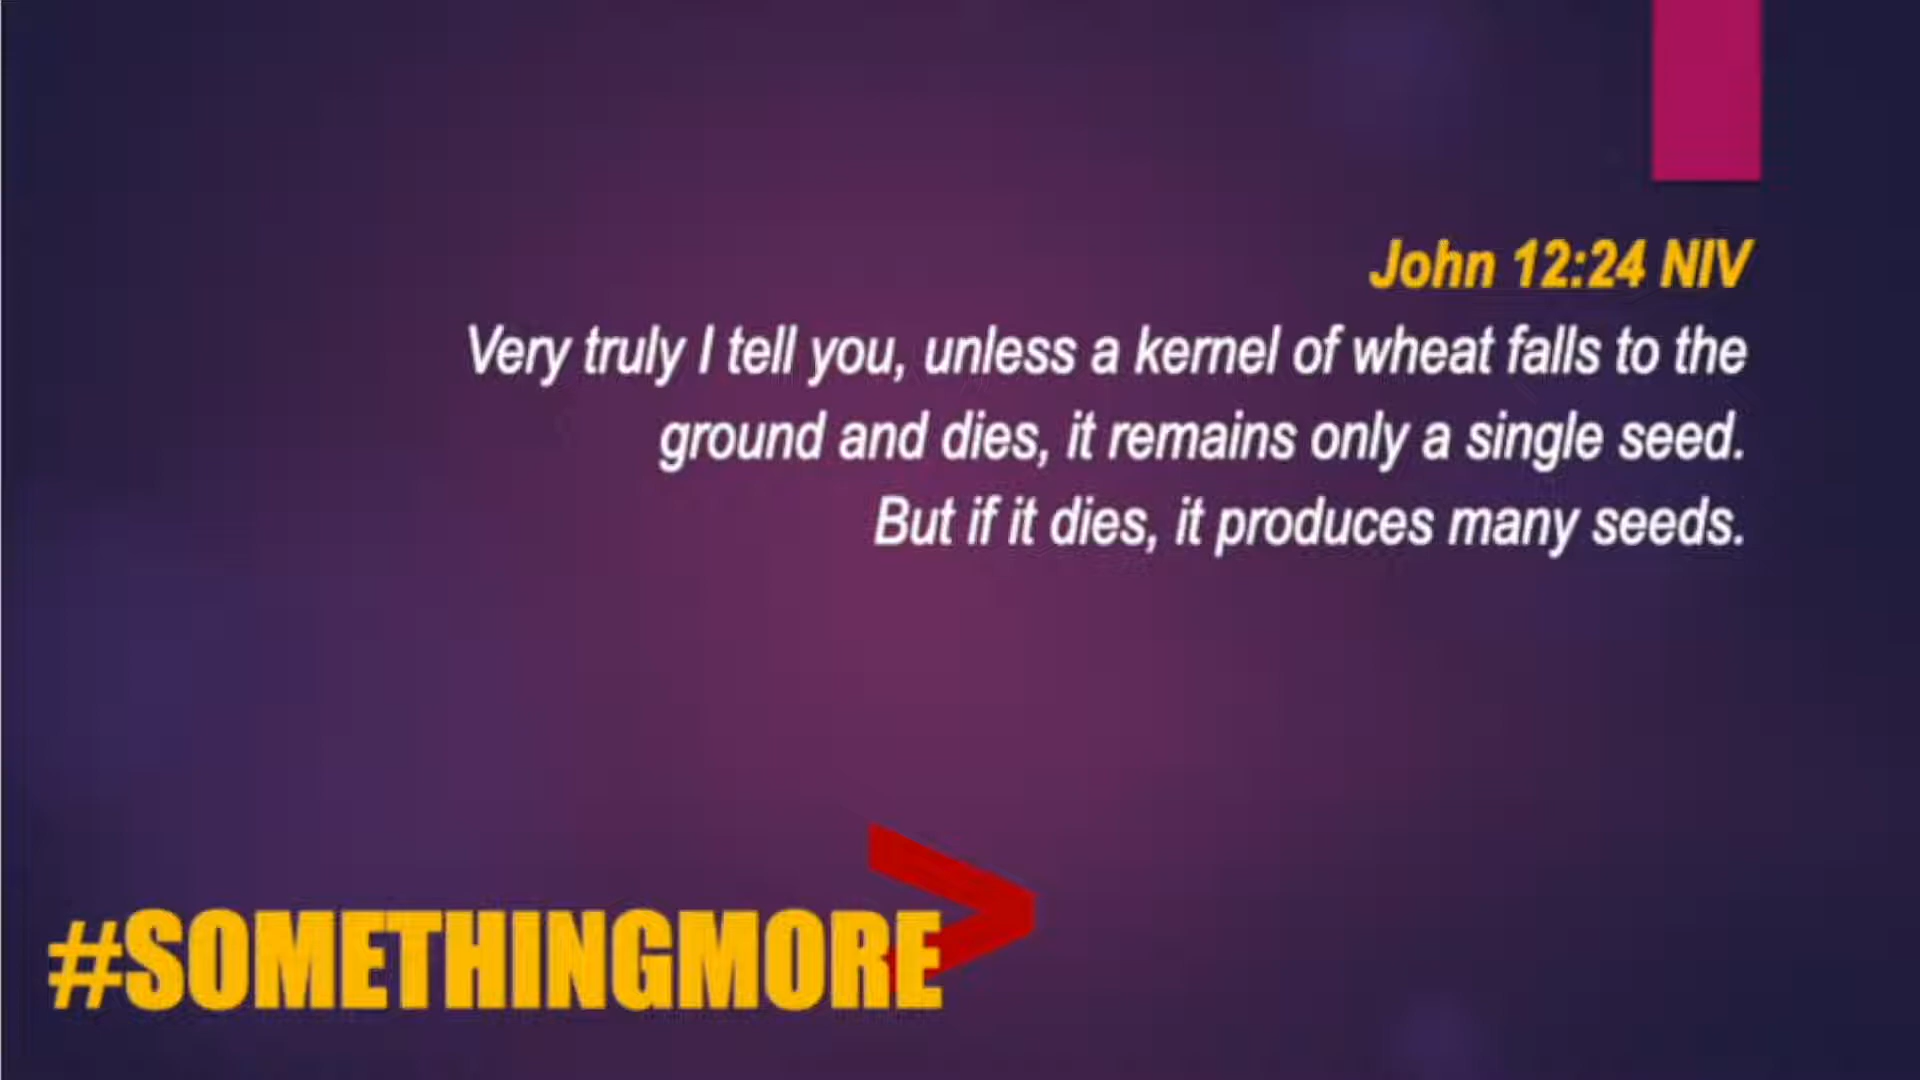 John 12:24 NIV
Very truly I tell you, unless a kernel of wheat falls to the
ground and dies, it remains only a single seed.
But if it dies, it produces many seeds.
>
#SOMETHINGMORE